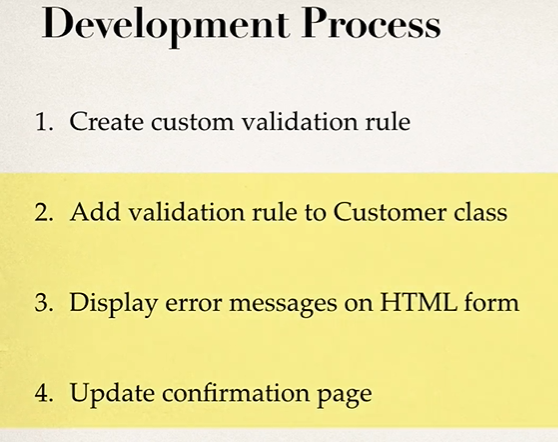 Development Process
1. Create custom validation rule
2. Add validation rule to Customer class
3. Display error messages on HTML form
4. Update confirmation page